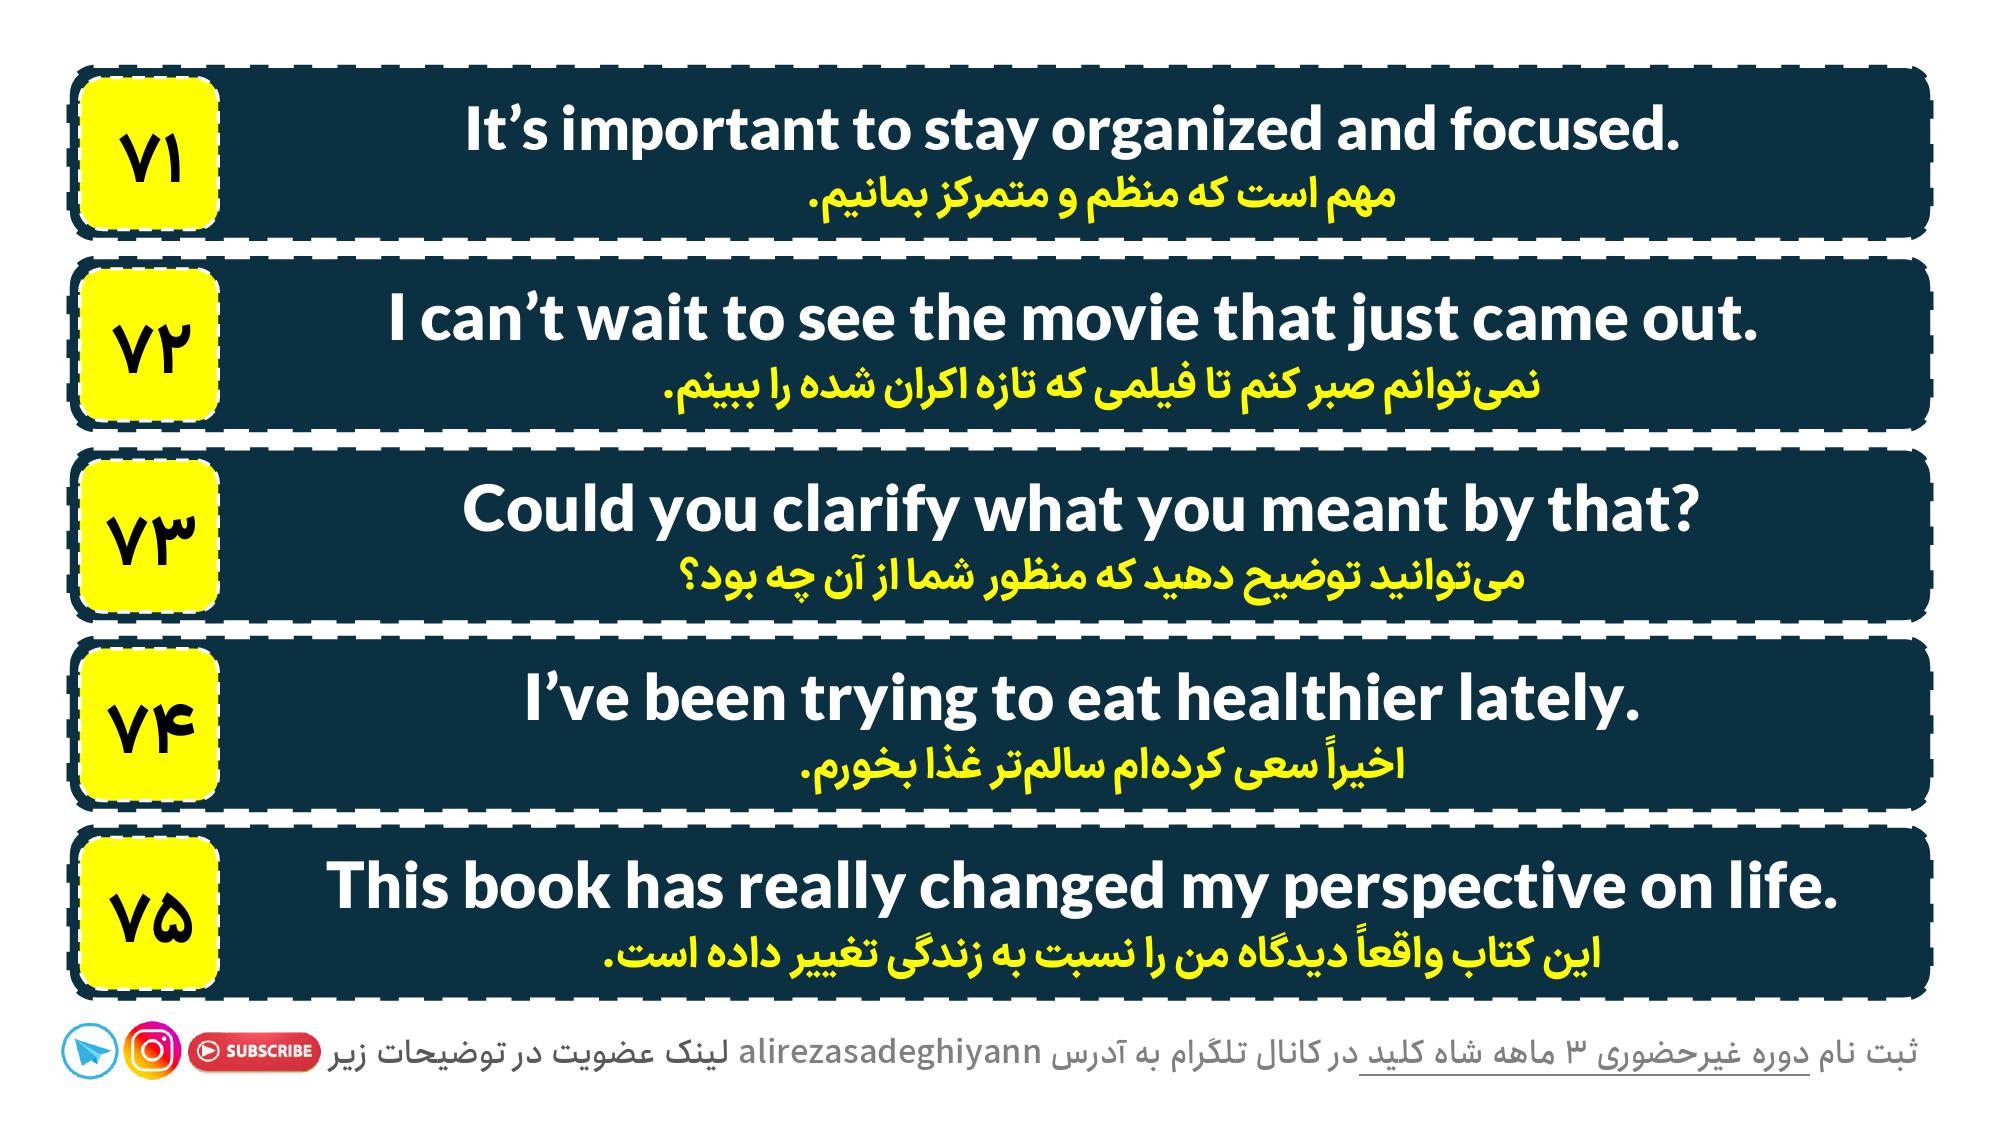 ۷۱
It’s important to stay organized and focused.
مهم است که منظم و متمرکز بمانیم.
۷۲
I can’t wait to see the movie that just came out.
نمی‌توانم صبر کنم تا فیلمی که تازه اکران شده را ببینم.
۷۳
Could you clarify what you meant by that?
می‌توانید توضیح دهید که منظور شما از آن چه بود؟
۷۴
I’ve been trying to eat healthier lately.
اخیراً سعی کرده‌ام سالم‌تر غذا بخورم.
۷۵
This book has really changed my perspective on life.
این کتاب واقعاً دیدگاه من را نسبت به زندگی تغییر داده است.
ثبت نام دوره غیرحضوری ۳ ماهه شاه کلید در کانال تلگرام به آدرس alirezasadeghiyann لینک عضویت در توضیحات زیر SUBSCRIBE